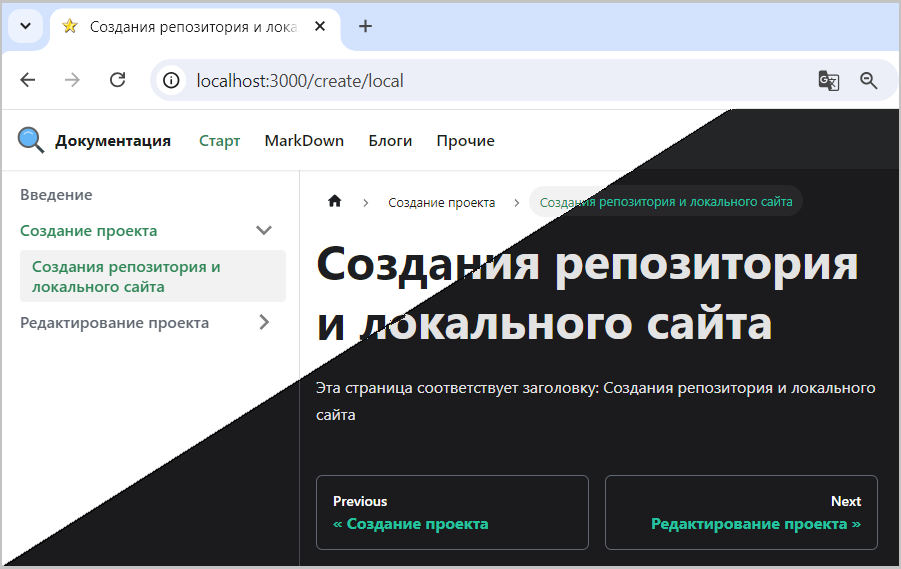 Создания репозитория и лока
localhost:3000/create/local
Документация Старт MarkDown Блоги Прочие
Введение
Создание проекта
Создания репозитория и
локального сайта
Редактирование проекта
Создание проекта
Создания репозитория и локального сайта
Создания репозитория
и локального сайта
Эта страница соответствует заголовку: Создания репозитория и локального
сайта
Previous
« Создание проекта
Next
Редактирование проекта »